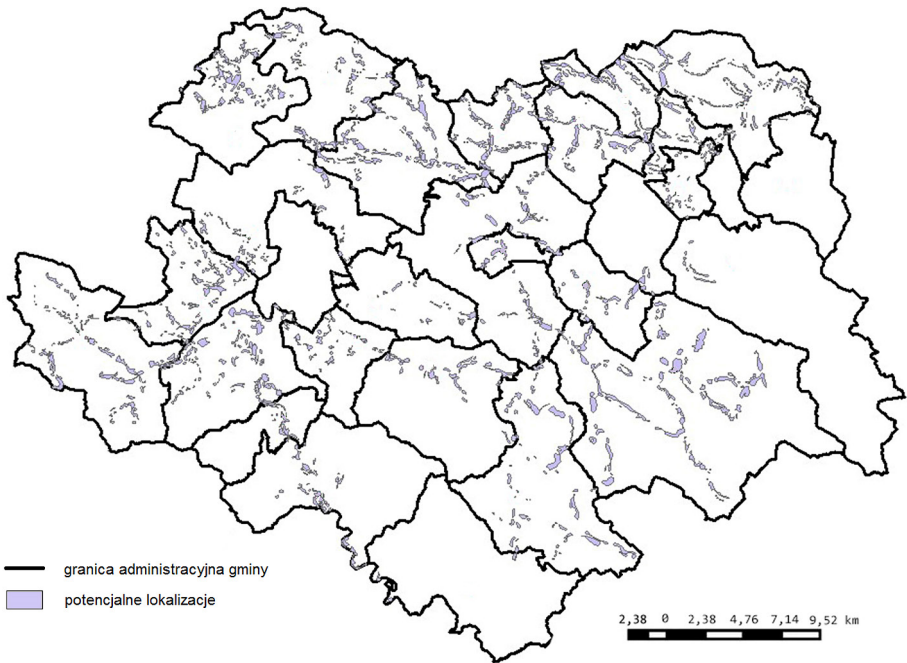 granica administracyjna gminy
potencjalne lokalizacje
2,38 0 2,38 4,76 7,14 9,52 km